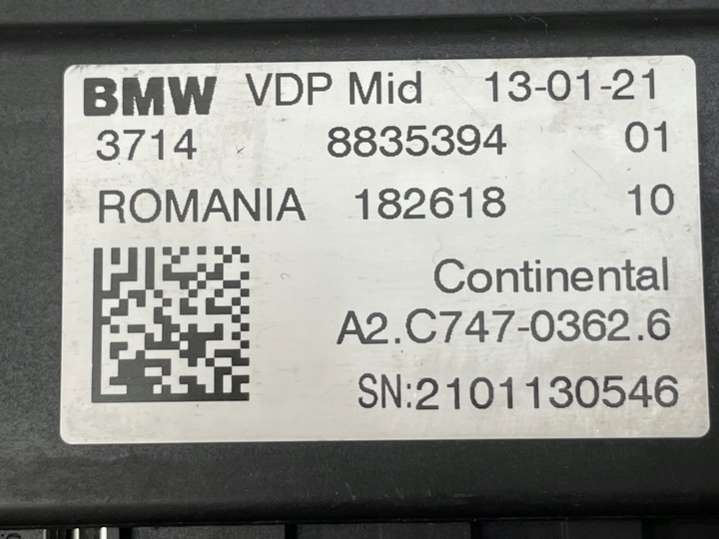 BMW VDP Mid 13-01-21
3714 8835394 01
ROMANIA 182618 10
Continental
A2.C747-0362.6
SN:2101130546